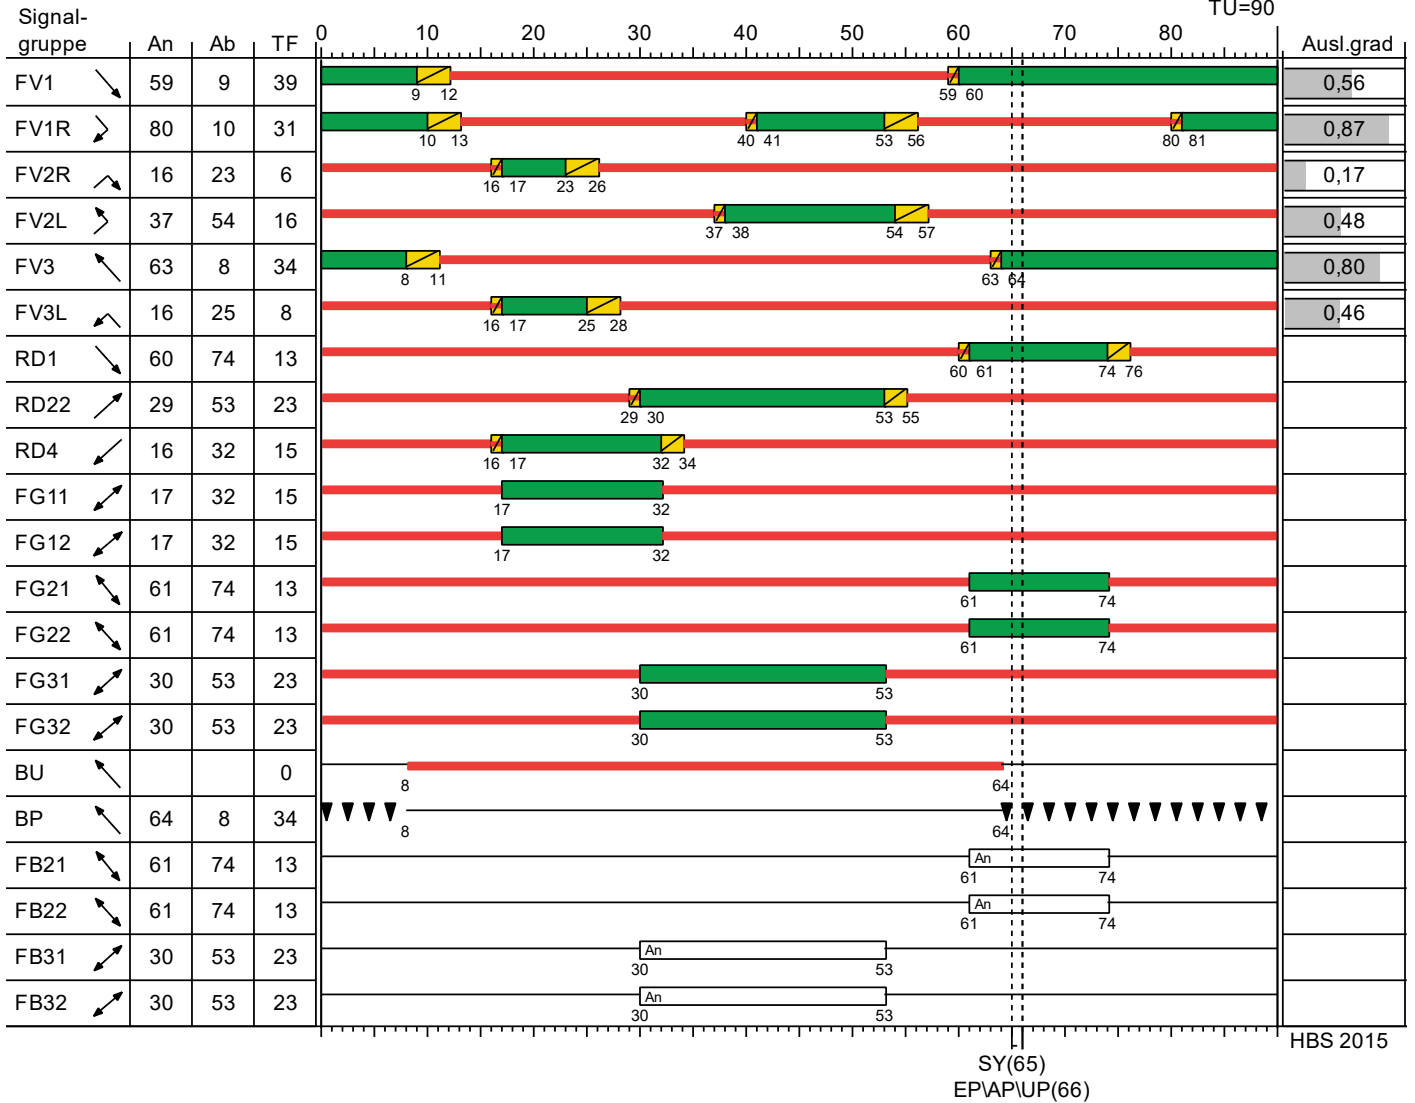 TU=90
Signal-
gruppe An Ab TF 0 10 20 30 40 50 60 70 80 Ausl.grad
FV1 59 9 39 0,56
9 12 59 60
FV1R 80 10 31 0,87
10 13 40 41 53 56 80 81
FV2R 16 23 6 0,17
16 17 23 26
FV2L 37 54 16 0,48
37 38 54 57
FV3 63 8 34 0,80
8 11 63 64
FV3L 16 25 8 0,46
16 17 25 28
RD1 60 74 13
60 61 74 76
RD22 29 53 23
29 30 53 55
RD4 16 32 15
16 17 32 34
FG11 17 32 15
17 32
FG12 17 32 15
17 32
FG21 61 74 13
61 74
FG22 61 74 13
61 74
FG31 30 53 23
30 53
FG32 30 53 23
30 53
BU 0
8 64
BP 64 8 34
8 64
FB21 61 74 13 An
61 74
FB22 61 74 13 An
61 74
FB31 30 53 23 An
30 53
FB32 30 53 23 An
30 53
HBS 2015
SY(65)
EP\AP\UP(66)